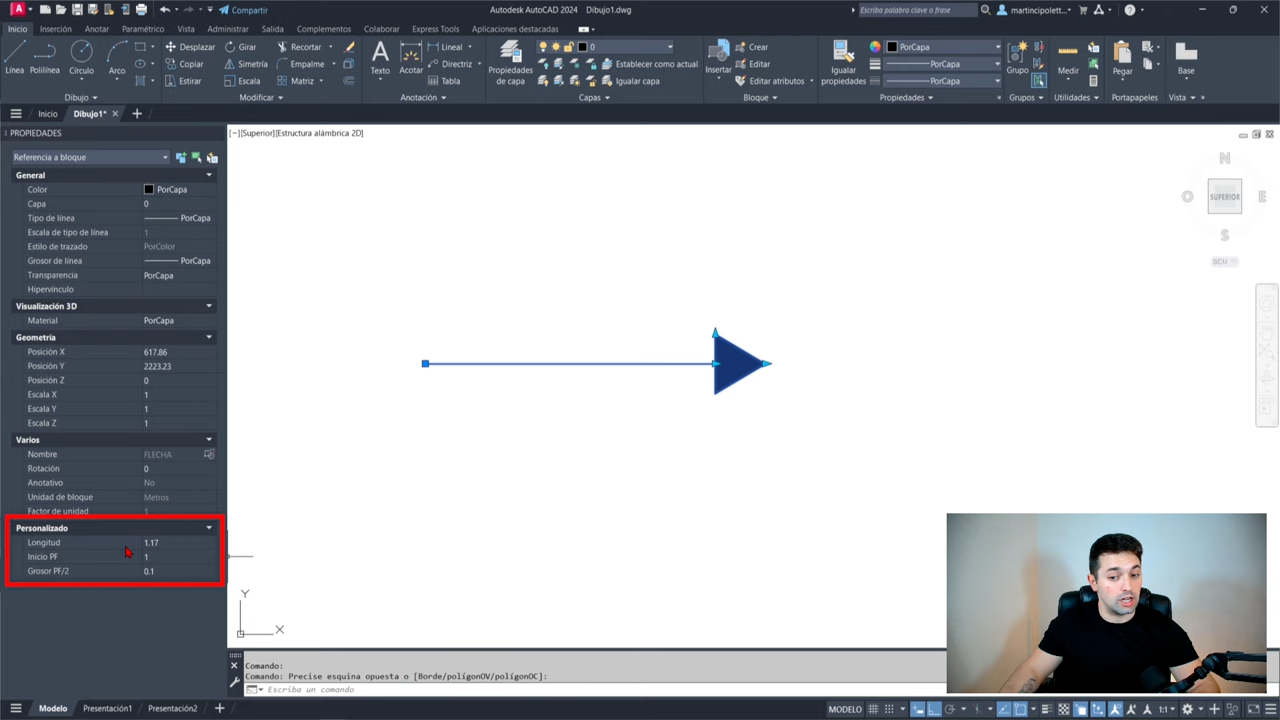 Compartir
Autodesk AutoCAD 2024 Dibujo1.dwg
Escriba palabra clave o frase
martincipolett...
Inicio Inserción Anotar Paramétrico Vista Administrar Salida Complementos Colaborar Express Tools Aplicaciones destacadas
Desplazar Girar Recortar Lineal 0 Crear PorCapa
Línea Polilínea Círculo Arco Copiar Simetría Empalme Texto Acotar Directriz Propiedades de capa Establecer como actual Insertar Editar Igualar propiedades PorCapa Grupo Medir Pegar Base
Estirar Escala Matriz Tabla Igualar capa Editar atributos PorCapa
Dibujo Modificar Anotación Capas Bloque Propiedades Grupos Utilidades Portapapeles Vista
Inicio Dibujo1*
PROPIEDADES
[−][Superior][Estructura alámbrica 2D]
Referencia a bloque
General
Color PorCapa
Capa 0
Tipo de línea PorCapa
Escala de tipo de línea 1
Estilo de trazado PorColor
Grosor de línea PorCapa
Transparencia PorCapa
Hipervínculo
Visualización 3D
Material PorCapa
Geometría
Posición X 617.86
Posición Y 2223.23
Posición Z 0
Escala X 1
Escala Y 1
Escala Z 1
Varios
Nombre FLECHA
Rotación 0
Anotativo No
Unidad de bloque Metros
Factor de unidad 1
Personalizado
Longitud 1.17
Inicio PF 1
Grosor PF/2 0.1
N
O SUPERIOR E
S
SCU
Y
X
Comando:
Comando: Precise esquina opuesta o [Borde/polígonOV/polígonOC]:
Escriba un comando
Modelo Presentación1 Presentación2
MODELO
1:1